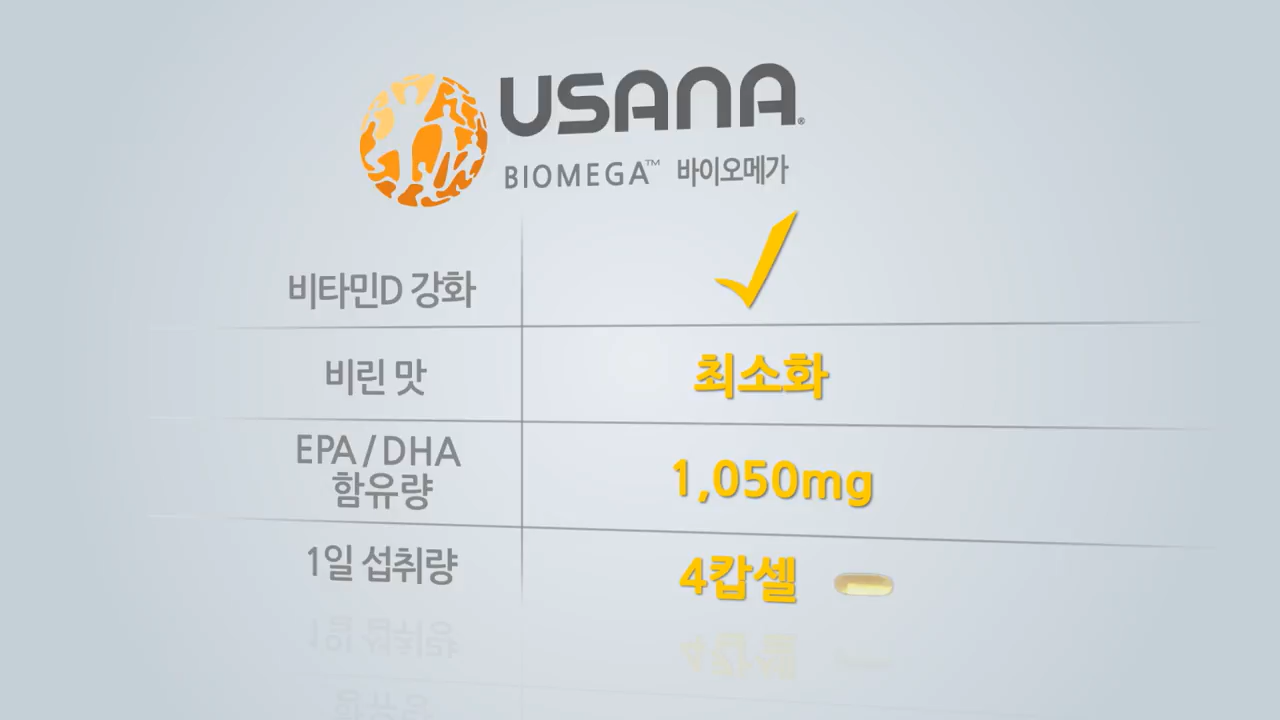 USANA®
BIOMEGA™ 바이오메가
비타민D 강화
비린 맛 최소화
EPA / DHA
함유량 1,050mg
1일 섭취량 4캅셀